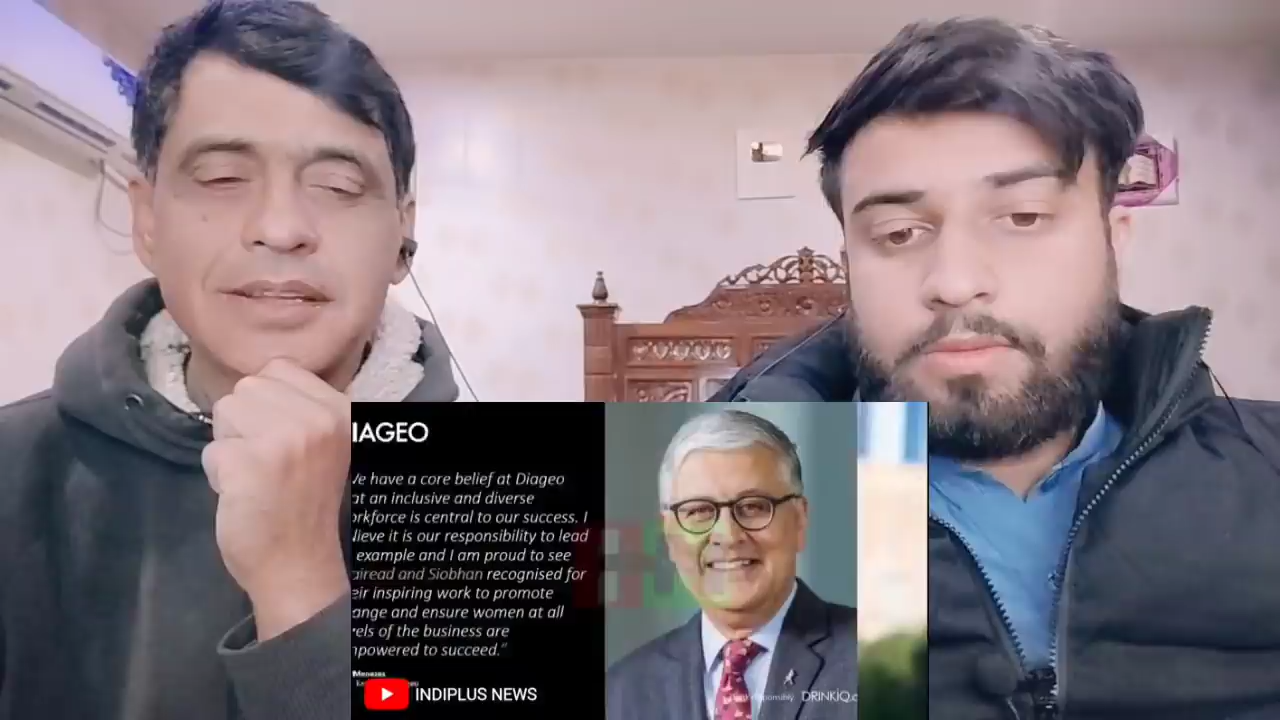 IAGEO
We have a core belief at Diageo
at an inclusive and diverse
orkforce is central to our success. I
lieve it is our responsibility to lead
example and I am proud to see
airead and Siobhan recognised for
eir inspiring work to promote
ange and ensure women at all
els of the business are
powered to succeed."
Menezes
INDIPLUS NEWS
DRINKiQ.c